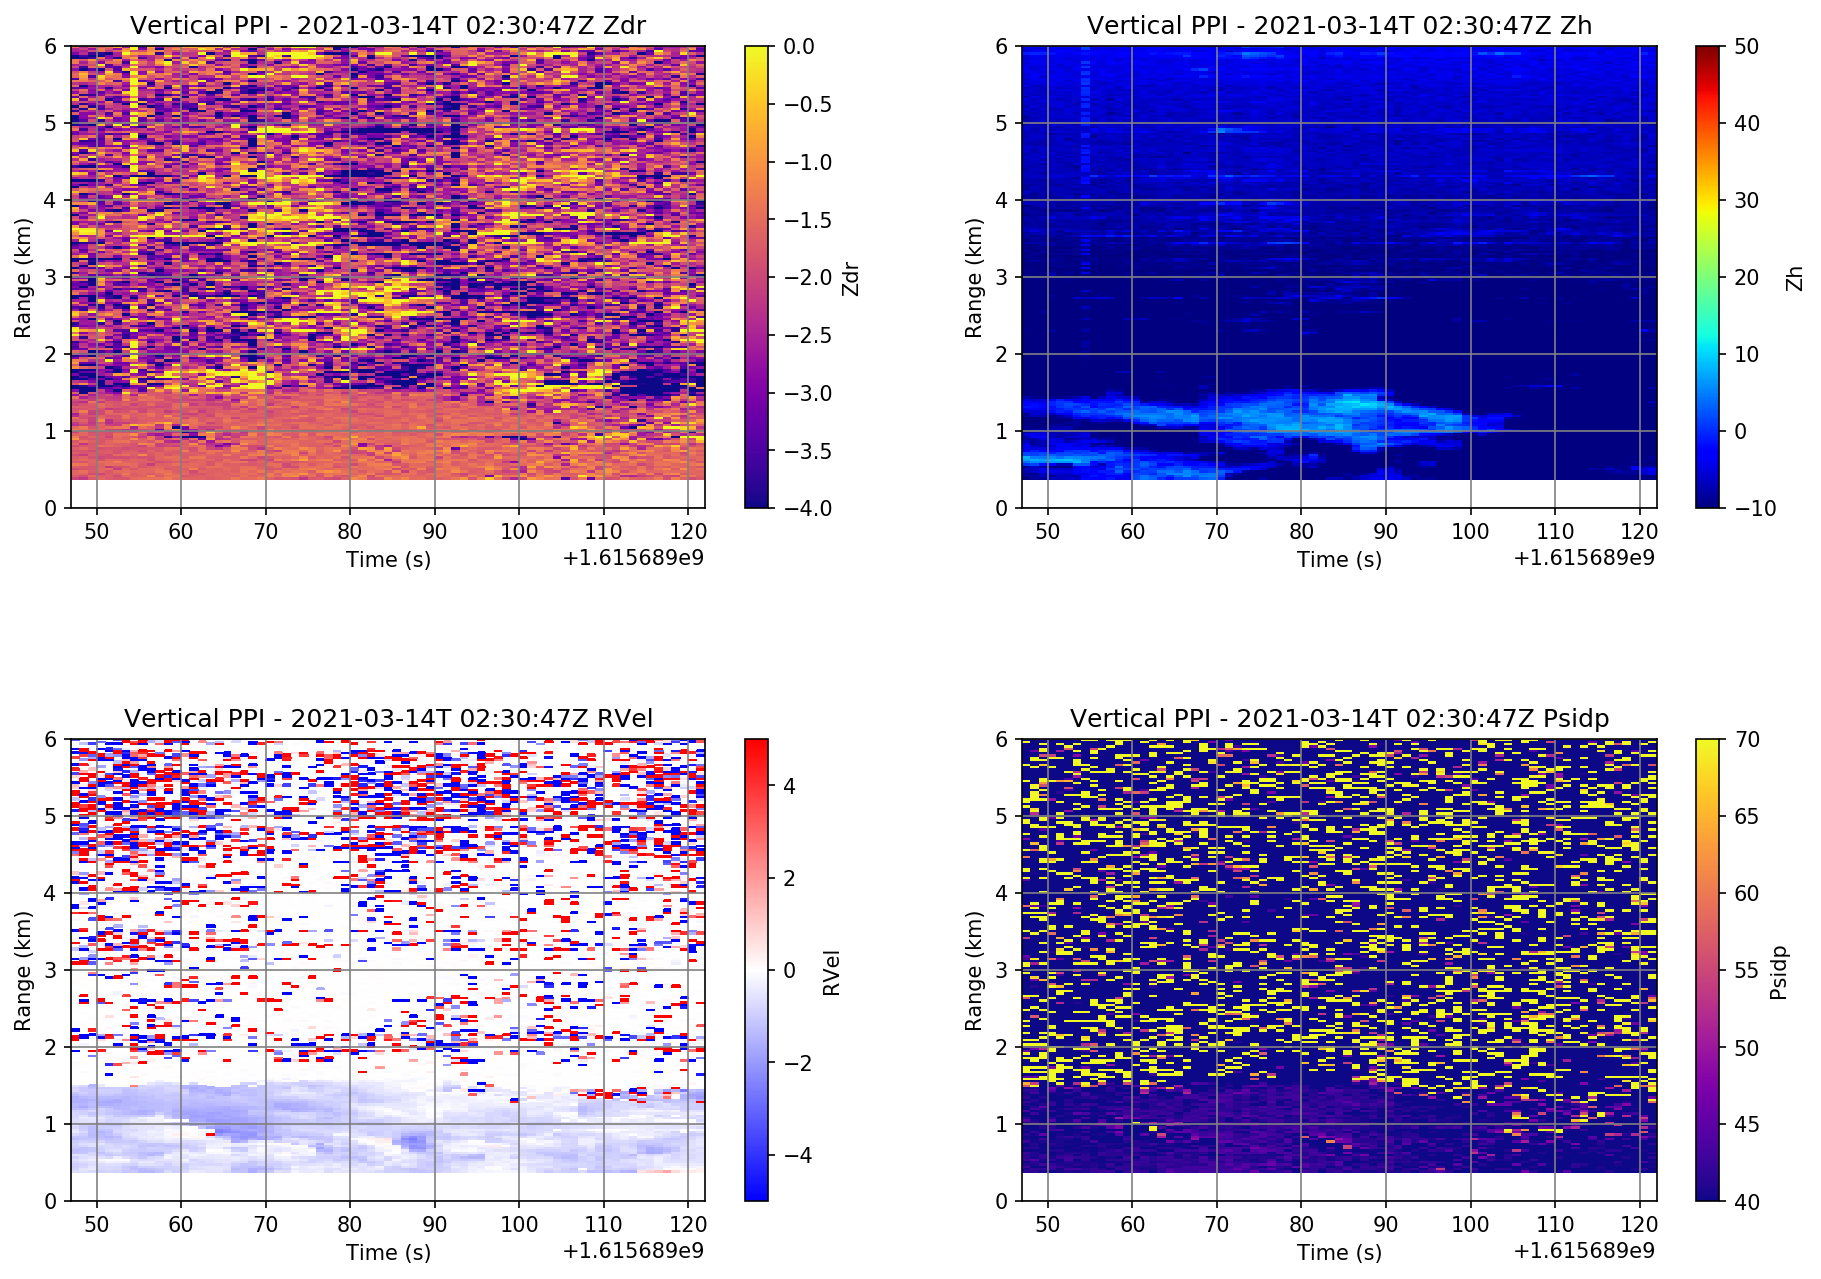 Vertical PPI - 2021-03-14T 02:30:47Z Zdr
6
5
4
3
2
1
0
Range (km)
50 60 70 80 90 100 110 120
Time (s)
+1.615689e9
0.0
−0.5
−1.0
−1.5
−2.0
−2.5
−3.0
−3.5
−4.0
Zdr
Vertical PPI - 2021-03-14T 02:30:47Z Zh
6
5
4
3
2
1
0
Range (km)
50 60 70 80 90 100 110 120
Time (s)
+1.615689e9
50
40
30
20
10
0
−10
Zh
Vertical PPI - 2021-03-14T 02:30:47Z RVel
6
5
4
3
2
1
0
Range (km)
50 60 70 80 90 100 110 120
Time (s)
+1.615689e9
4
2
0
−2
−4
RVel
Vertical PPI - 2021-03-14T 02:30:47Z Psidp
6
5
4
3
2
1
0
Range (km)
50 60 70 80 90 100 110 120
Time (s)
+1.615689e9
70
65
60
55
50
45
40
Psidp